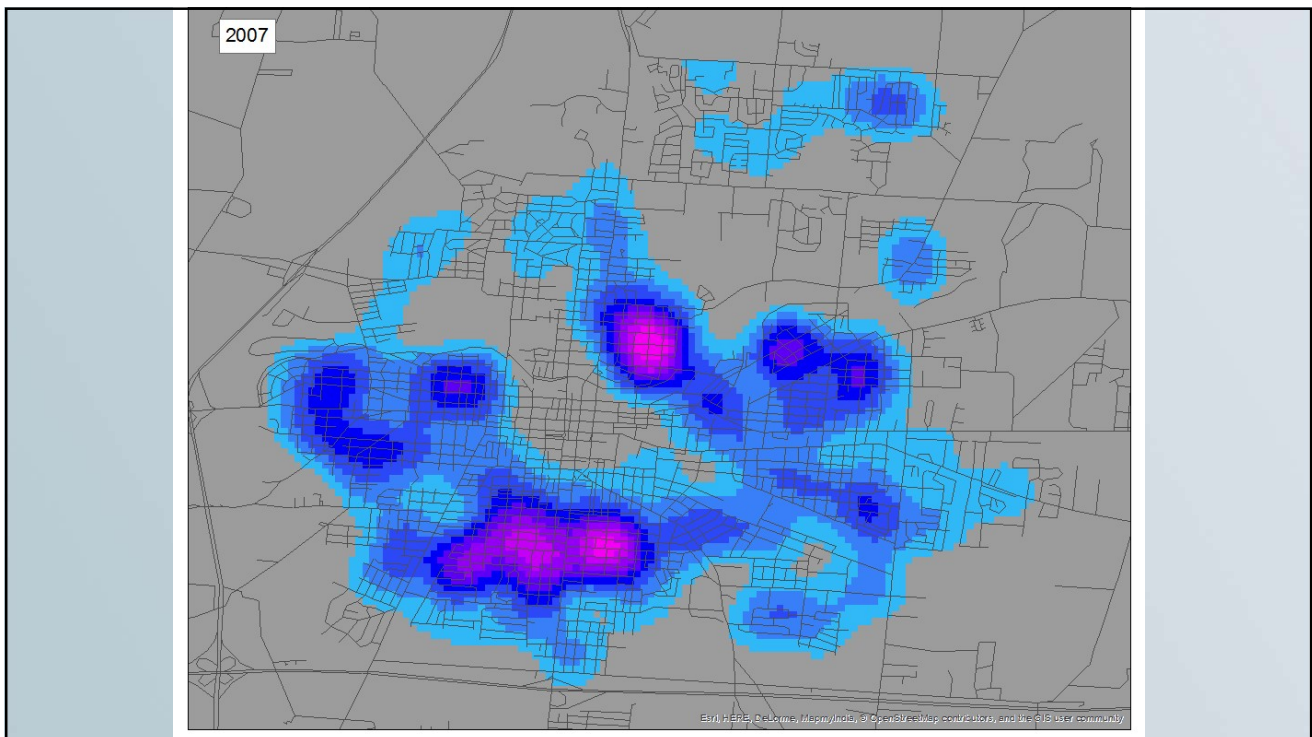 2007
Esri, HERE, DeLorme, MapmyIndia, © OpenStreetMap contributors, and the GIS user community